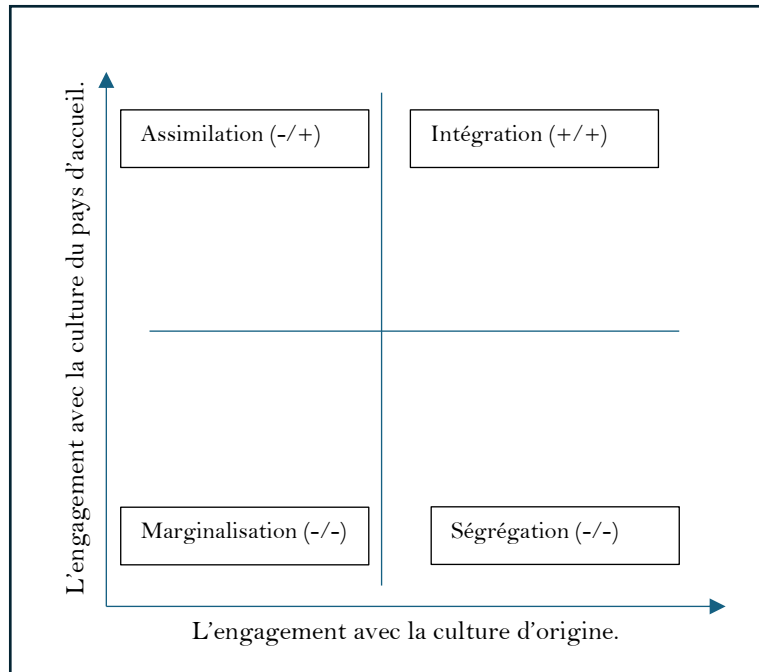 L'engagement avec la culture du pays d'accueil.
Assimilation (-/+)
Intégration (+/+)
Marginalisation (-/-)
Ségrégation (-/-)
L'engagement avec la culture d'origine.